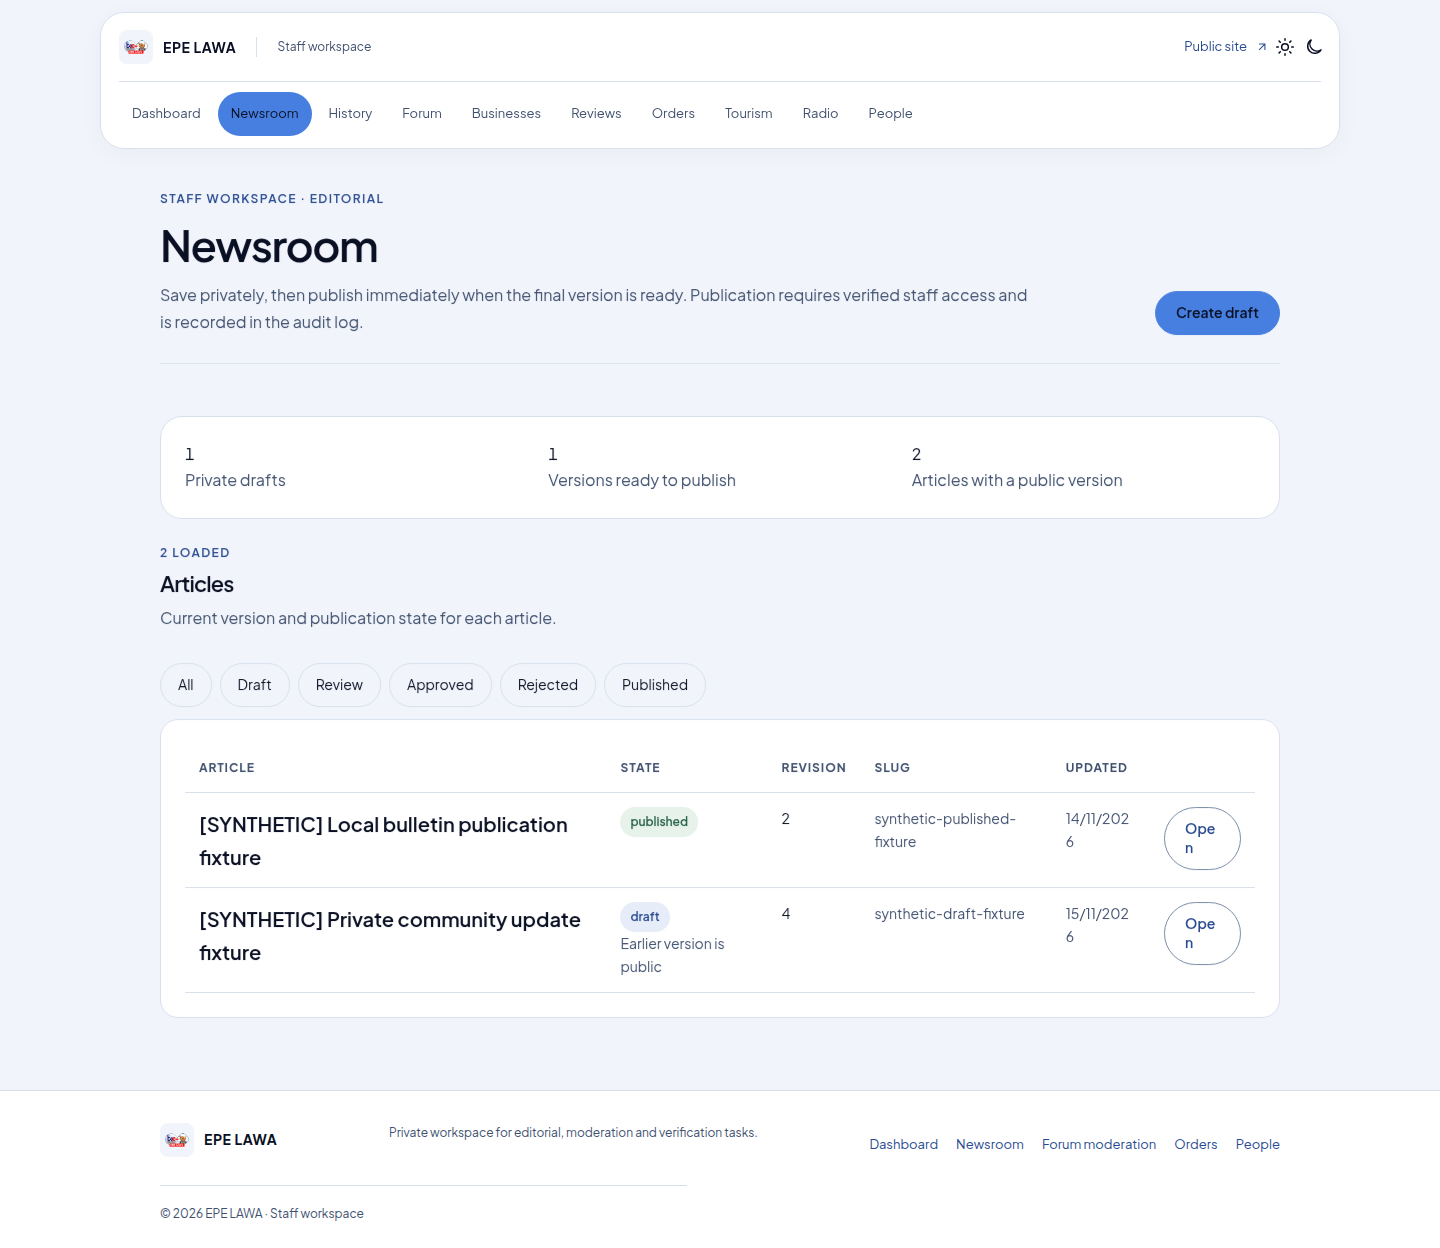 EPE LAWA
Staff workspace
Public site
Dashboard
Newsroom
History
Forum
Businesses
Reviews
Orders
Tourism
Radio
People
STAFF WORKSPACE · EDITORIAL
Newsroom
Save privately, then publish immediately when the final version is ready. Publication requires verified staff access and
is recorded in the audit log.
Create draft
1
Private drafts
1
Versions ready to publish
2
Articles with a public version
2 LOADED
Articles
Current version and publication state for each article.
All
Draft
Review
Approved
Rejected
Published
ARTICLE
STATE
REVISION
SLUG
UPDATED
[SYNTHETIC] Local bulletin publication
fixture
published
2
synthetic-published-
fixture
14/11/202
6
Ope
n
[SYNTHETIC] Private community update
fixture
draft
Earlier version is
public
4
synthetic-draft-fixture
15/11/202
6
Ope
n
EPE LAWA
Private workspace for editorial, moderation and verification tasks.
Dashboard
Newsroom
Forum moderation
Orders
People
© 2026 EPE LAWA · Staff workspace